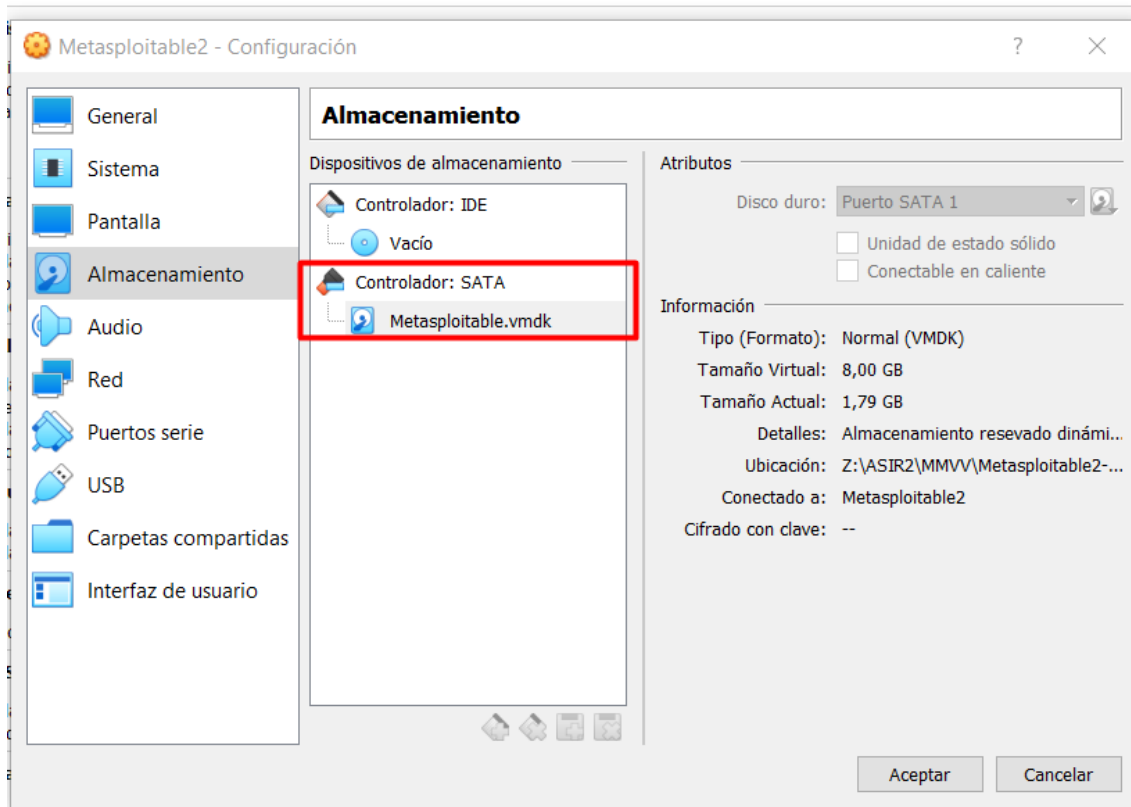 Metasploitable2 - Configuración
?
General
Sistema
Pantalla
Almacenamiento
Audio
Red
Puertos serie
USB
Carpetas compartidas
Interfaz de usuario
Almacenamiento
Dispositivos de almacenamiento
Controlador: IDE
Vacío
Controlador: SATA
Metasploitable.vmdk
Atributos
Disco duro: Puerto SATA 1
Unidad de estado sólido
Conectable en caliente
Información
Tipo (Formato): Normal (VMDK)
Tamaño Virtual: 8,00 GB
Tamaño Actual: 1,79 GB
Detalles: Almacenamiento resevado dinámi...
Ubicación: Z:\ASIR2\MMVV\Metasploitable2-...
Conectado a: Metasploitable2
Cifrado con clave: --
Aceptar Cancelar